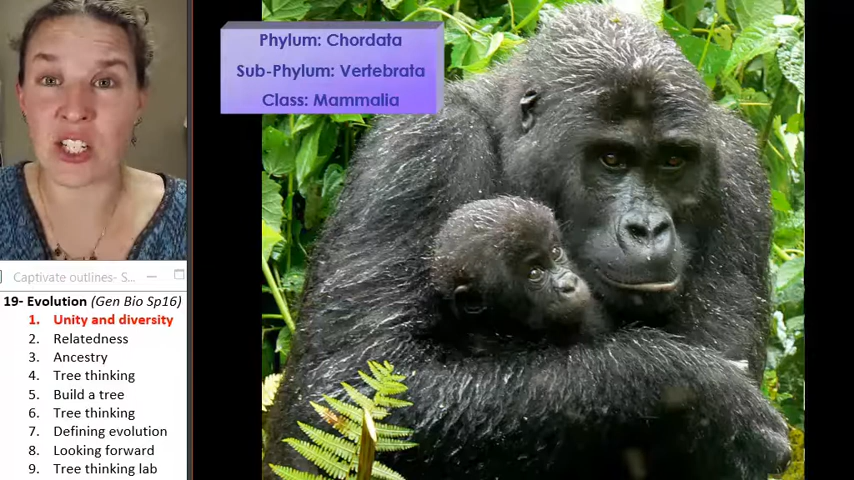 Phylum: Chordata
Sub-Phylum: Vertebrata
Class: Mammalia
Captivate outlines- S...
19- Evolution (Gen Bio Sp16)
1. Unity and diversity
2. Relatedness
3. Ancestry
4. Tree thinking
5. Build a tree
6. Tree thinking
7. Defining evolution
8. Looking forward
9. Tree thinking lab